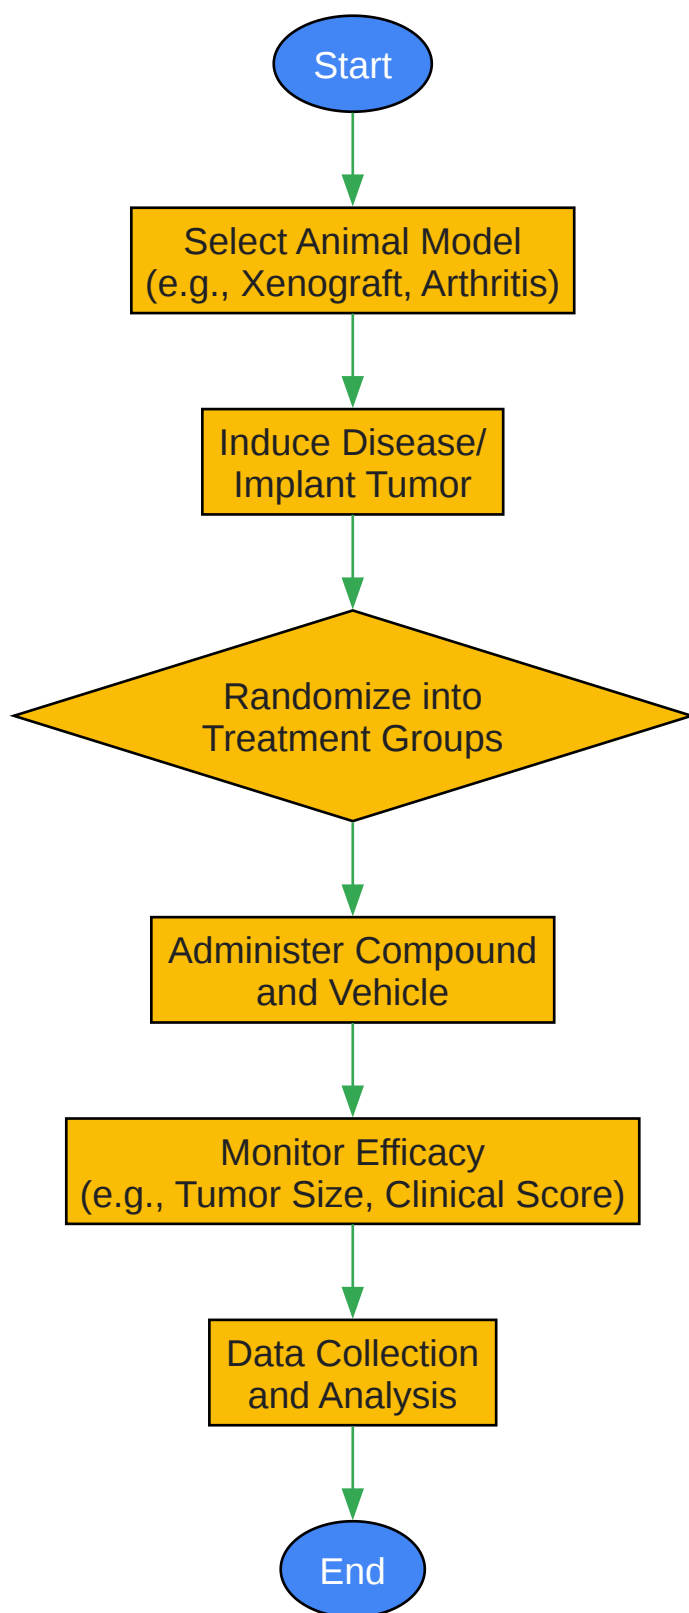 Start
Select Animal Model
(e.g., Xenograft, Arthritis)
Induce Disease/
Implant Tumor
Randomize into
Treatment Groups
Administer Compound
and Vehicle
Monitor Efficacy
(e.g., Tumor Size, Clinical Score)
Data Collection
and Analysis
End